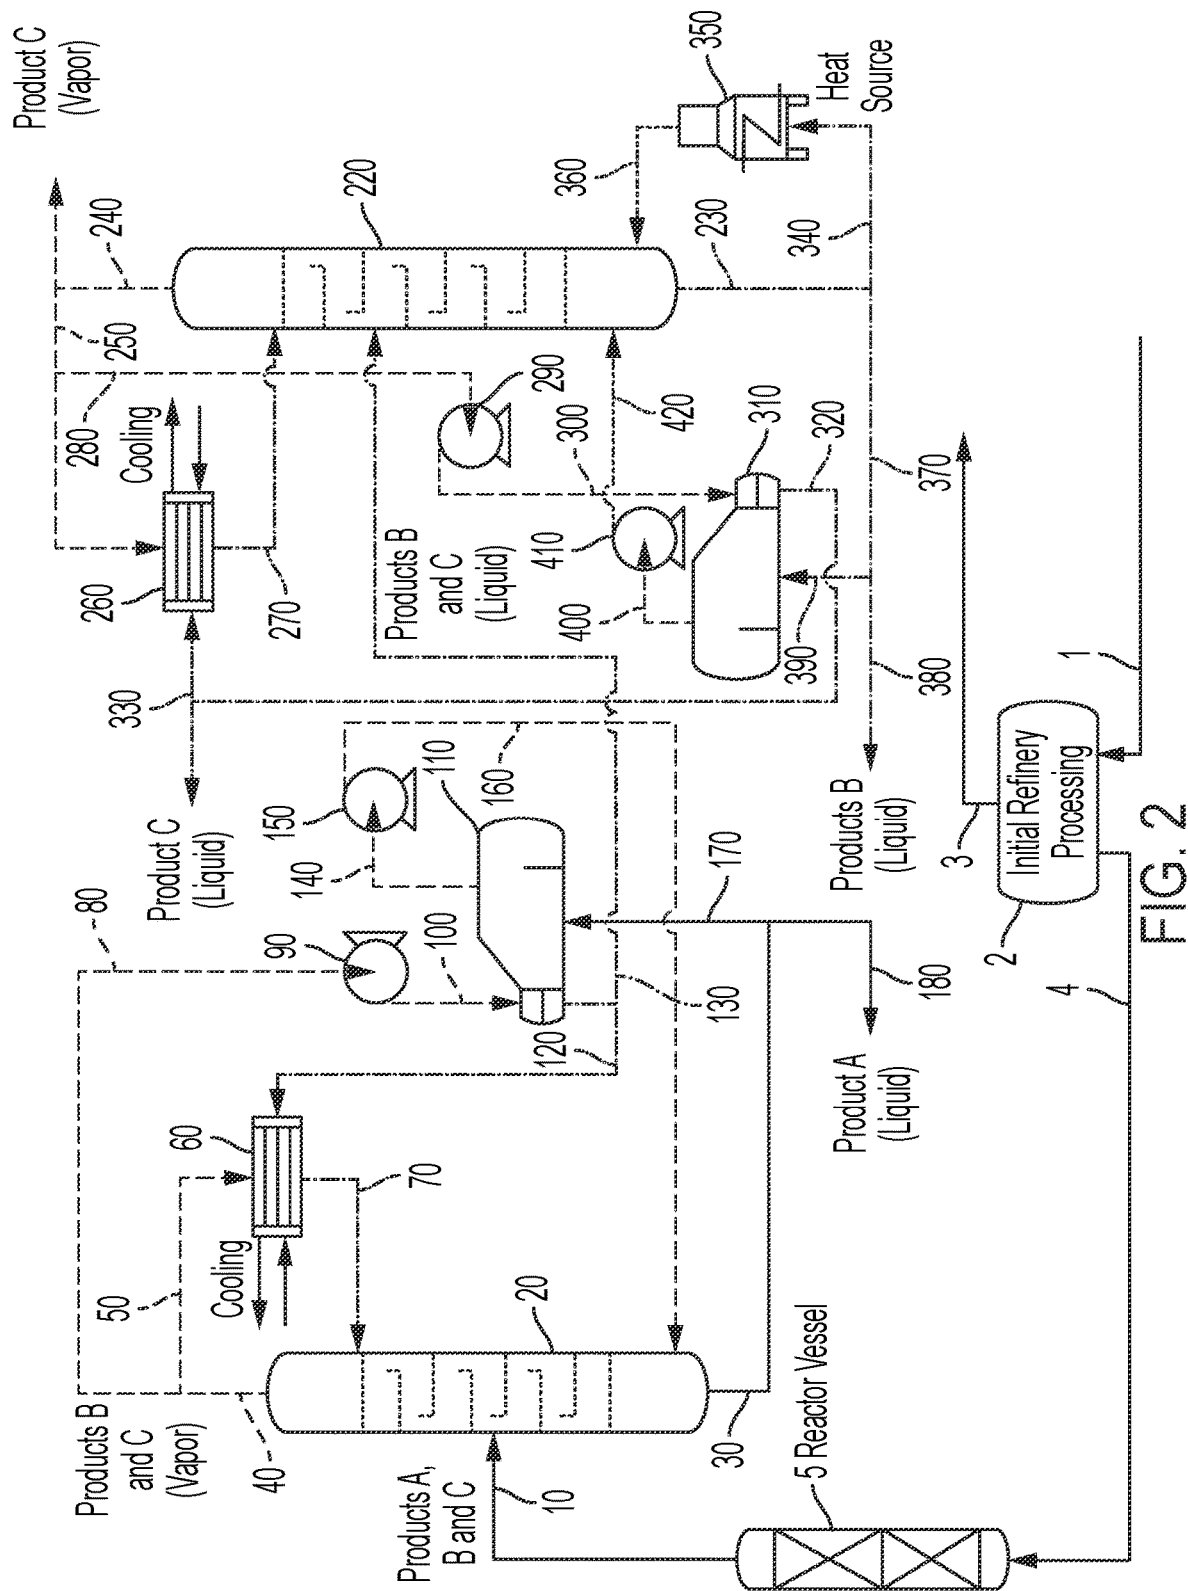 Products B
and C
(Vapor)
40
50
80
Cooling
60
70
90
100
120
130
140
150
110
160
170
180
Product A
(Liquid)
Products A,
B and C
10
20
30
5 Reactor Vessel
Product C
(Liquid)
330
260
270
Cooling
280
250
240
Product C
(Vapor)
220
290
300
Products B
and C
(Liquid)
400
410
420
310
320
390
380
370
Products B
(Liquid)
230
340
360
350
Heat
Source
1
2
3
4
Initial Refinery
Processing
FIG. 2